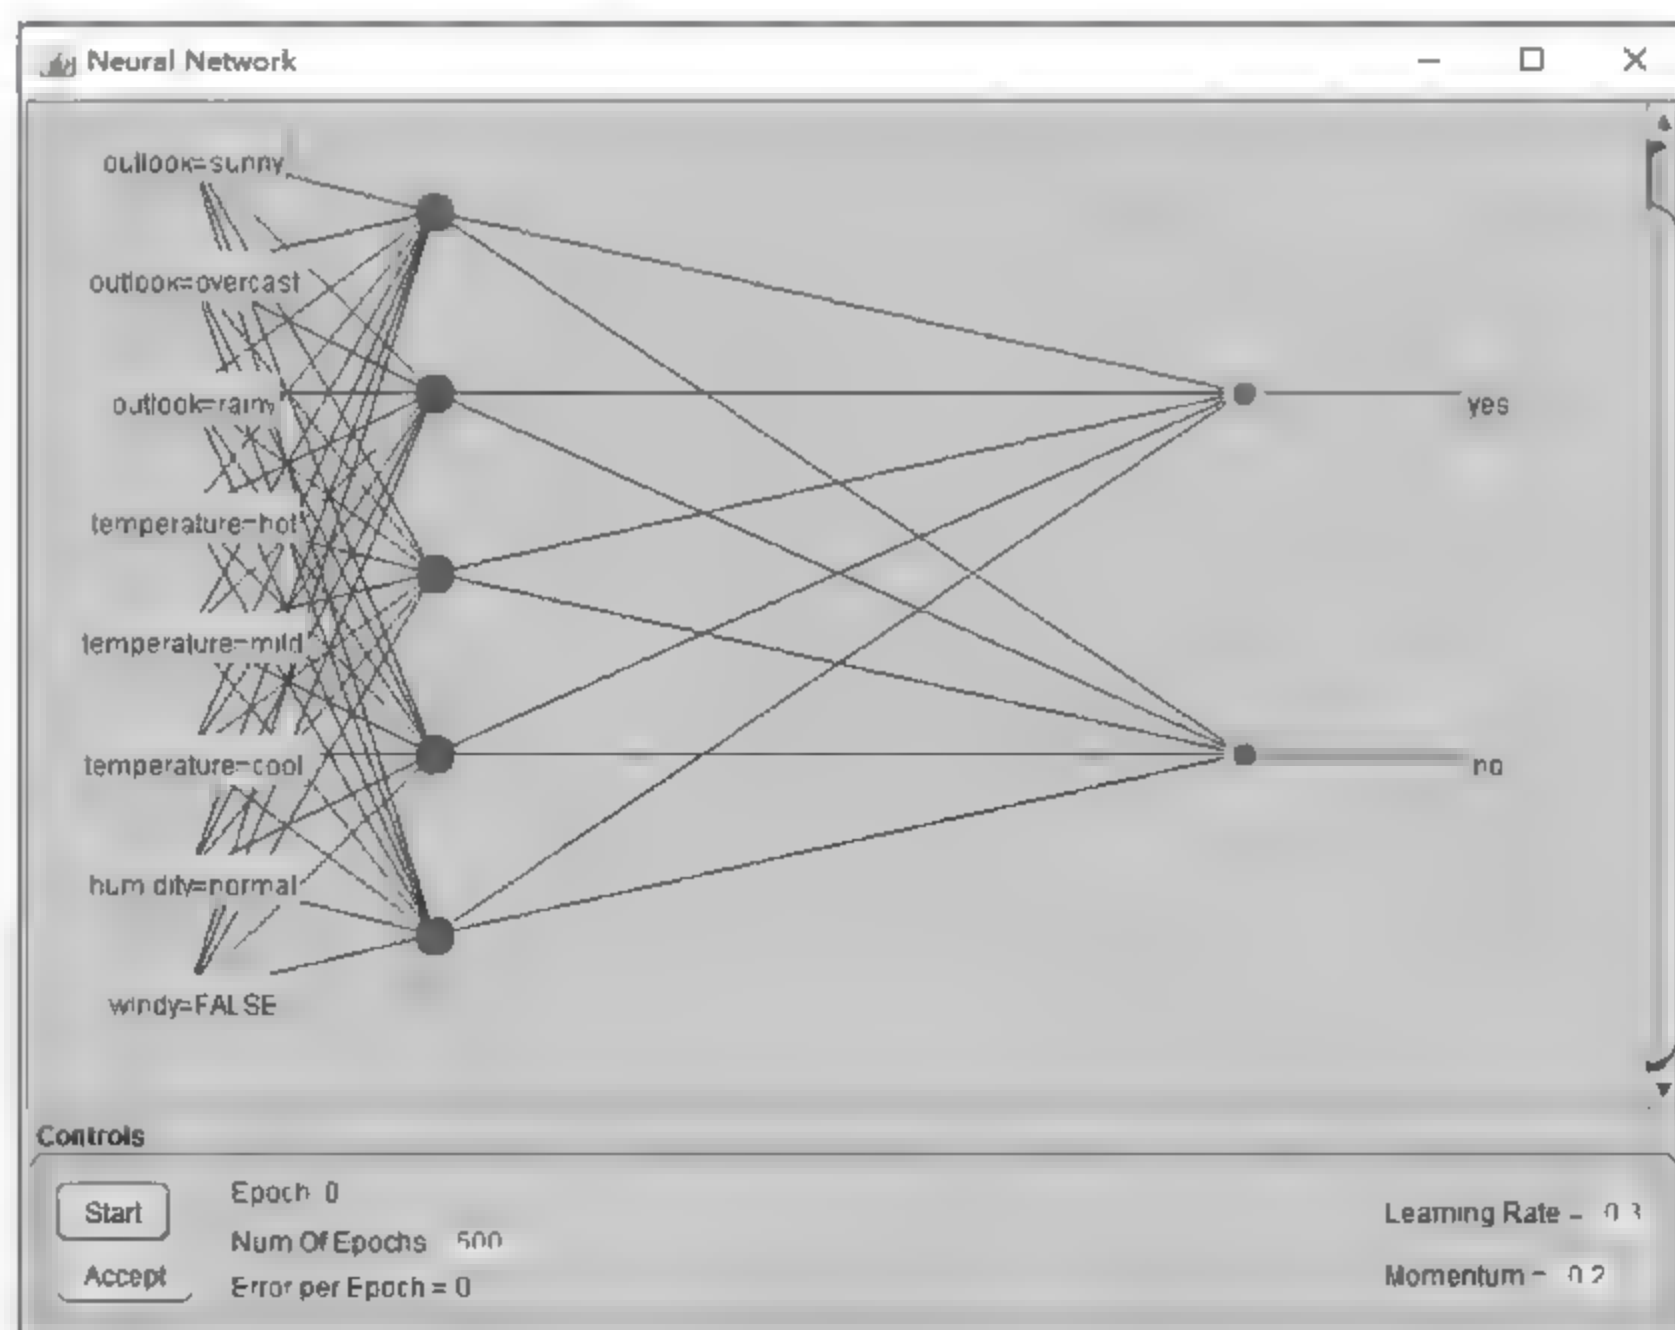 Neural Network
outlook=sunny
outlook=overcast
outlook=rainy
temperature=hot
temperature=mild
temperature=cool
humidity=normal
windy=FALSE
yes
no
Controls
Start
Accept
Epoch 0
Num Of Epochs 500
Error per Epoch = 0
Learning Rate = 0.3
Momentum = 0.2